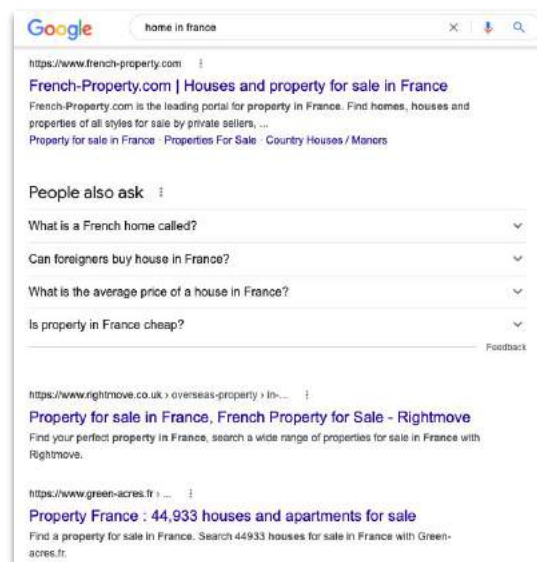 Google
home in france
https://www.french-property.com
French-Property.com | Houses and property for sale in France
French-Property.com is the leading portal for property in France. Find homes, houses and
properties of all styles for sale by private sellers, ...
Property for sale in France · Properties For Sale · Country Houses / Manors
People also ask
What is a French home called?
Can foreigners buy house in France?
What is the average price of a house in France?
Is property in France cheap?
Feedback
https://www.rightmove.co.uk › overseas-property › in-...
Property for sale in France, French Property for Sale - Rightmove
Find your perfect property in France, search a wide range of properties for sale in France with
Rightmove.
https://www.green-acres.fr › ...
Property France : 44,933 houses and apartments for sale
Find a property for sale in France. Search 44933 houses for sale in France with Green-
acres.fr.